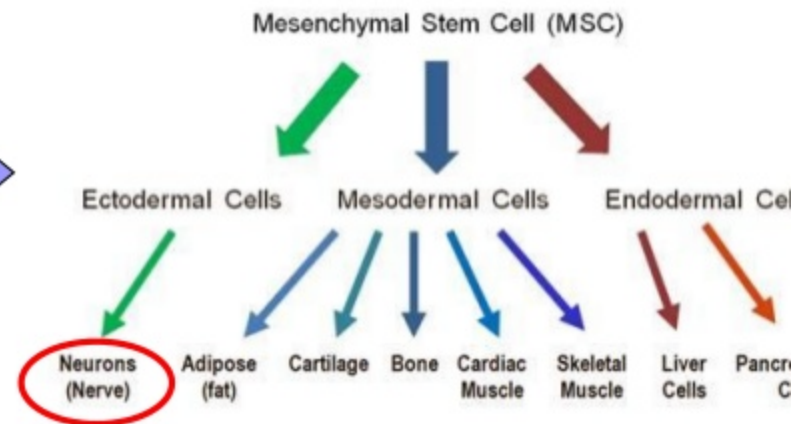 Mesenchymal Stem Cell (MSC)
Ectodermal Cells Mesodermal Cells Endodermal
Neurons
(Nerve)
Adipose
(fat)
Cartilage
Bone
Cardiac
Muscle
Skeletal
Muscle
Liver
Cells